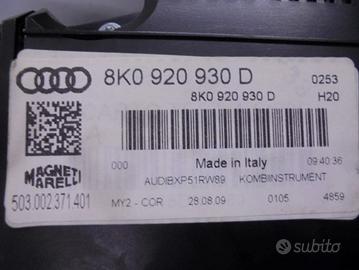 8K0 920 930 D
0253
8K0 920 930 D
H20
000
Made in Italy
09:40:36
MAGNETI
MARELLI
AUDIBXP51RW89
KOMBIINSTRUMENT
503.002.371.401
MY2 - COR
28.08.09
0105
4859
subito